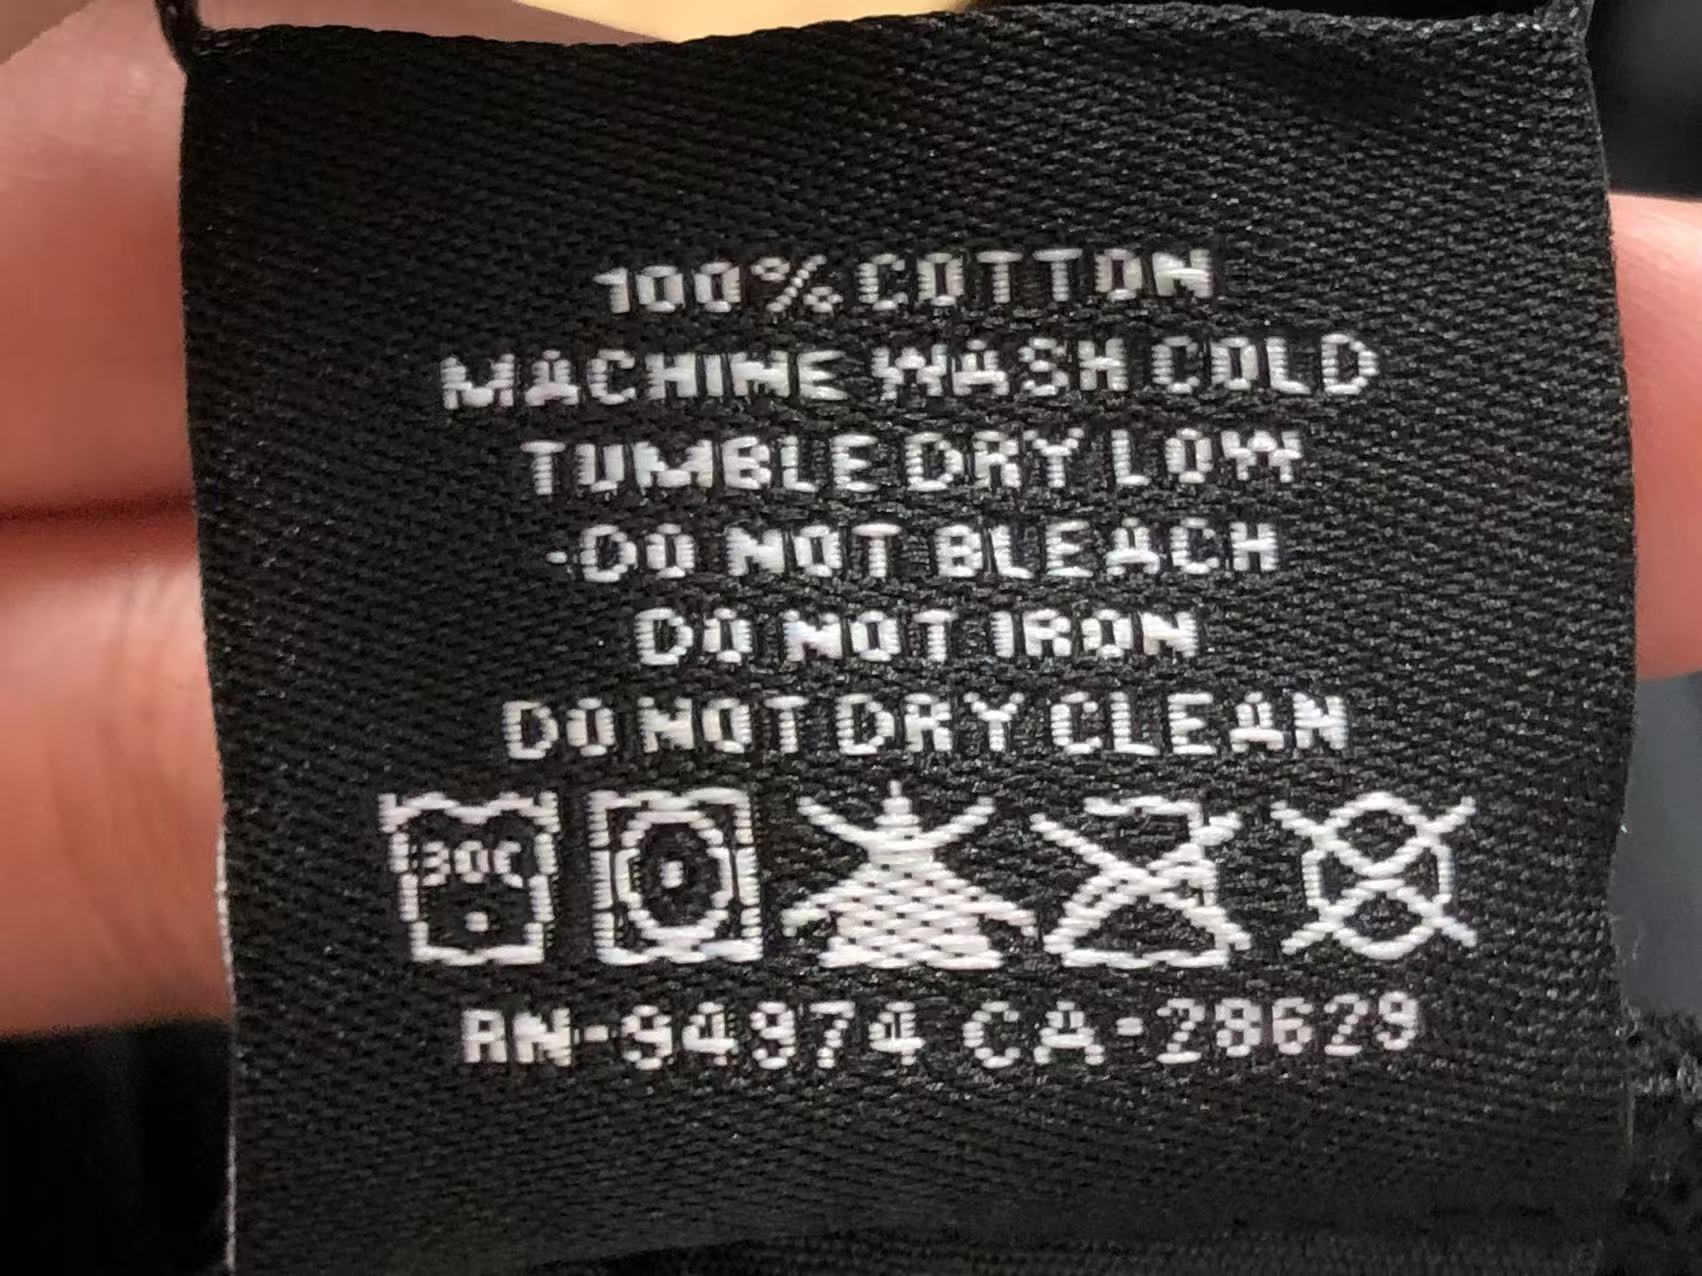 100% COTTON
MACHINE WASH COLD
TUMBLE DRY LOW
DO NOT BLEACH
DO NOT IRON
DO NOT DRY CLEAN
30C
RN-94974 CA-28629